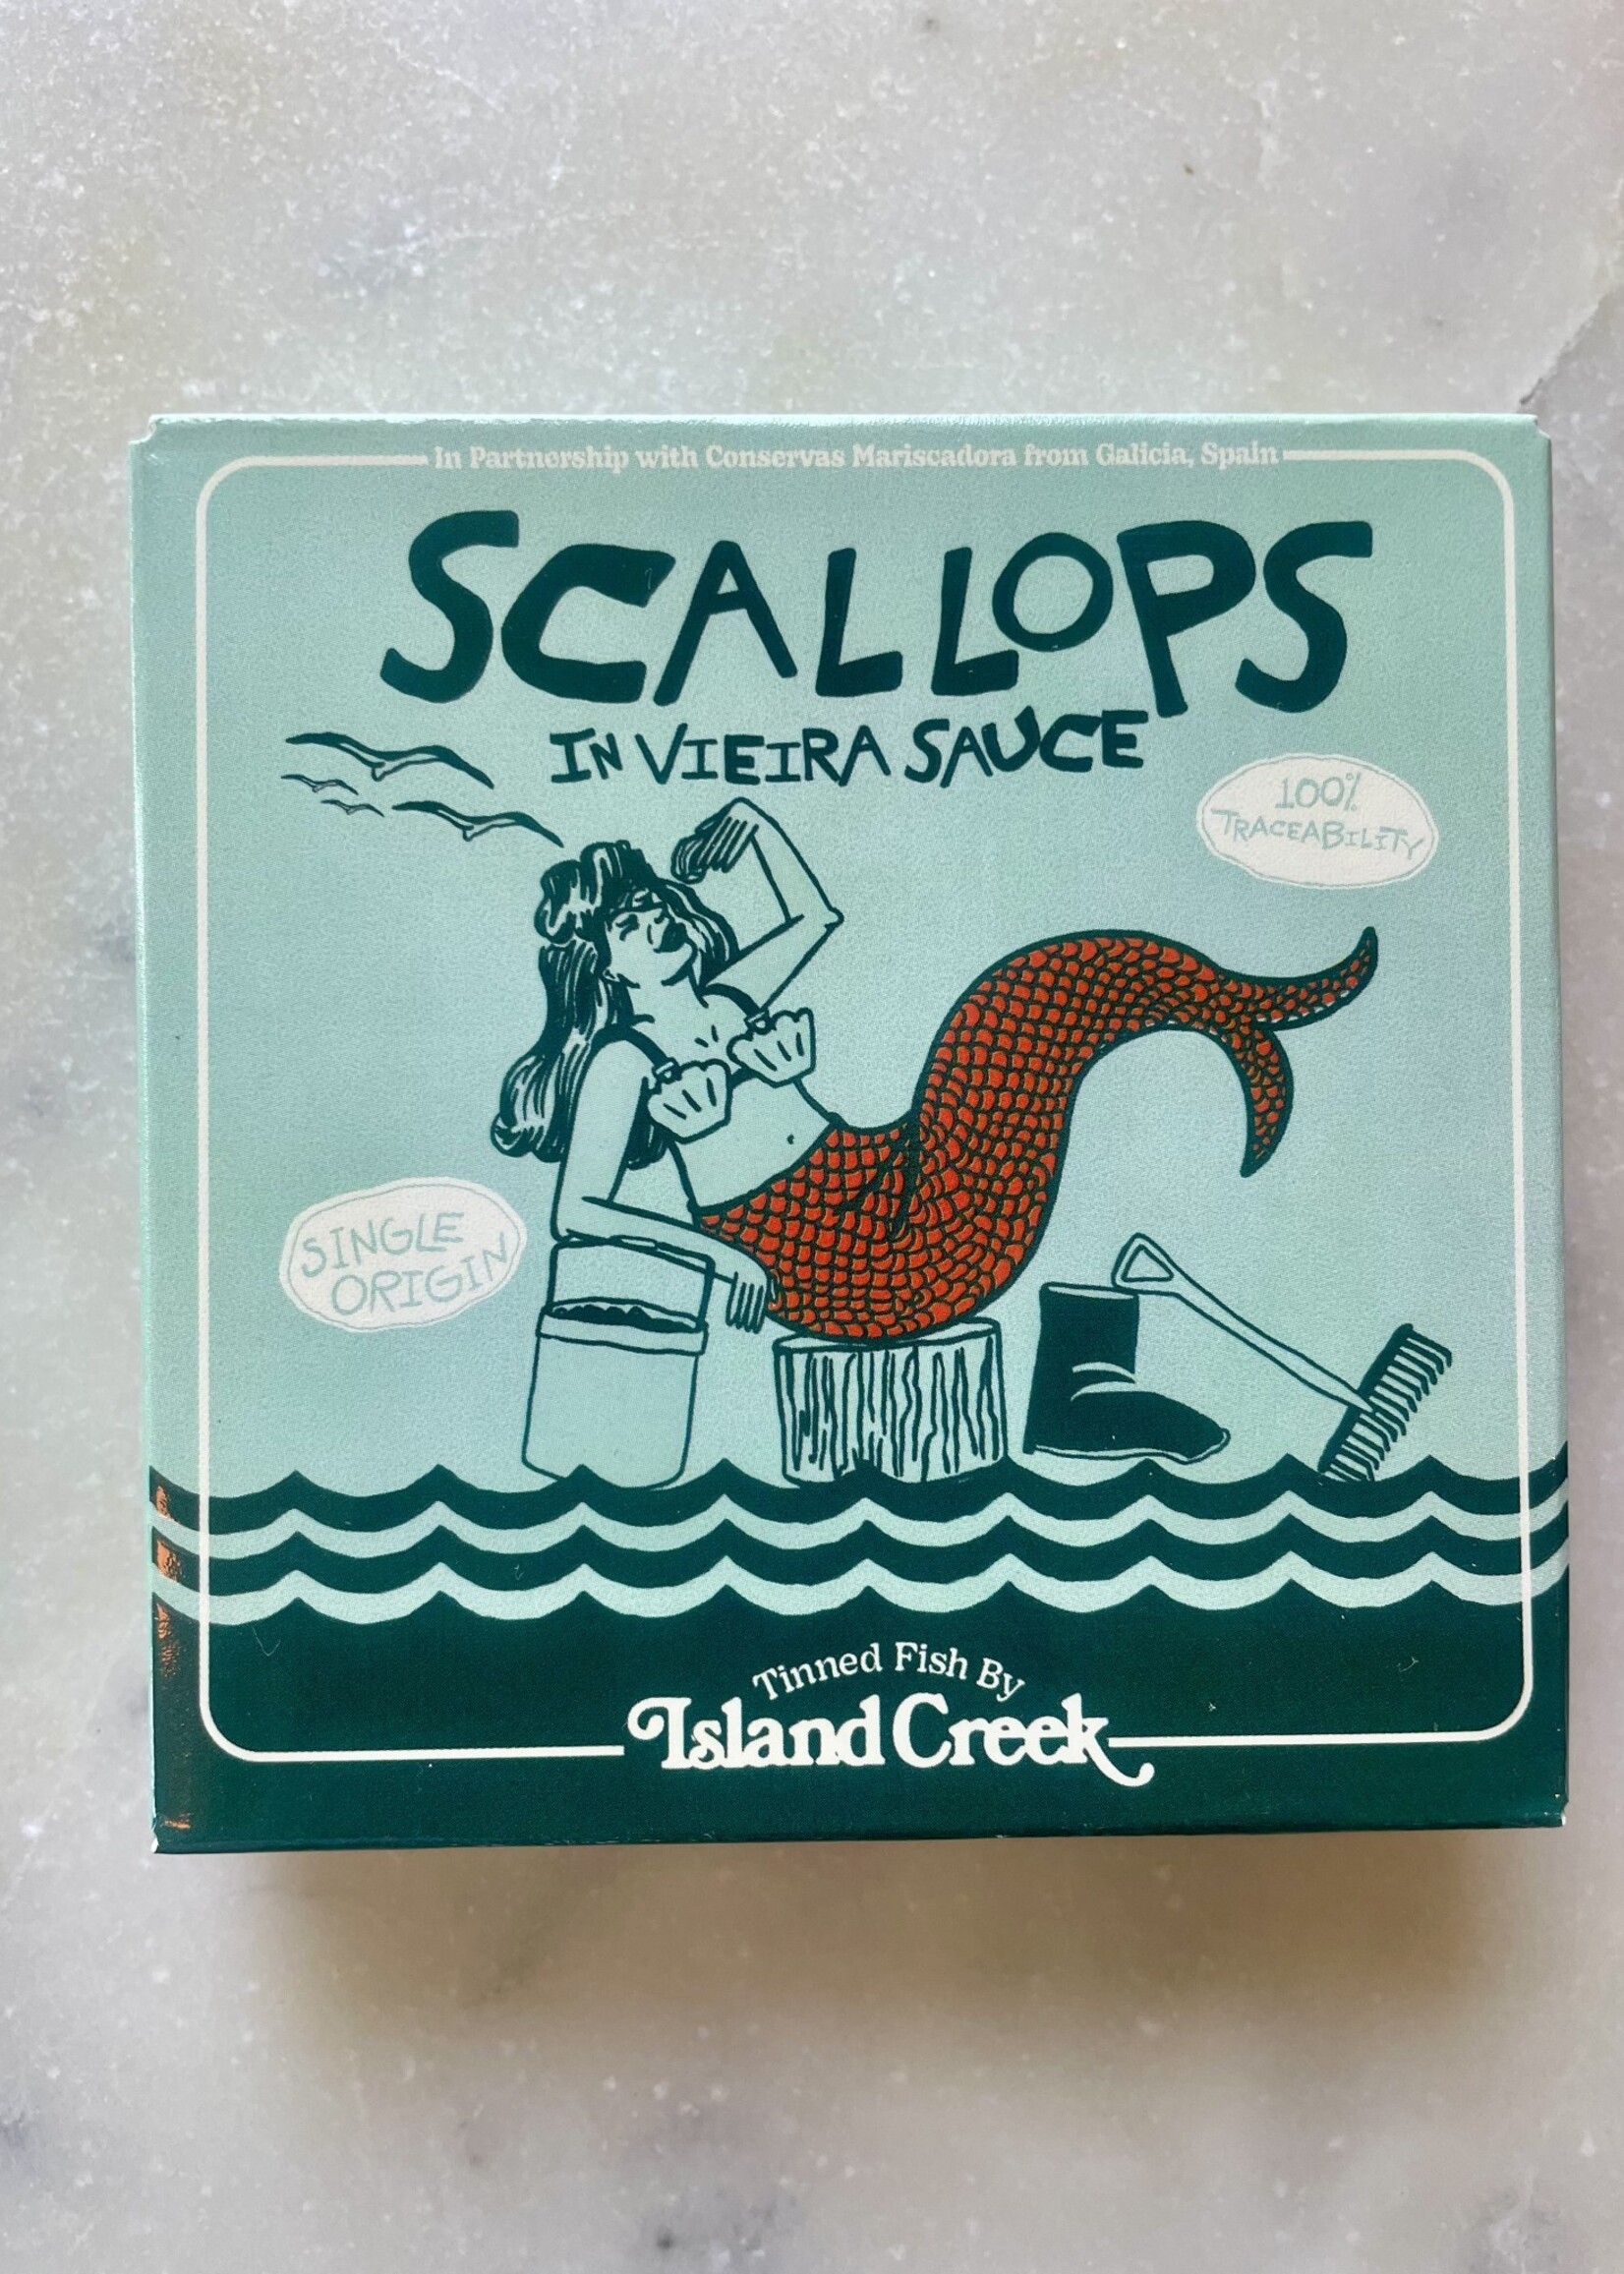 In Partnership with Conservas Mariscadora from Galicia, Spain
SCALLOPS
IN VIEIRA SAUCE
100%
TRACEABILITY
SINGLE
ORIGIN
Tinned Fish By
Island Creek